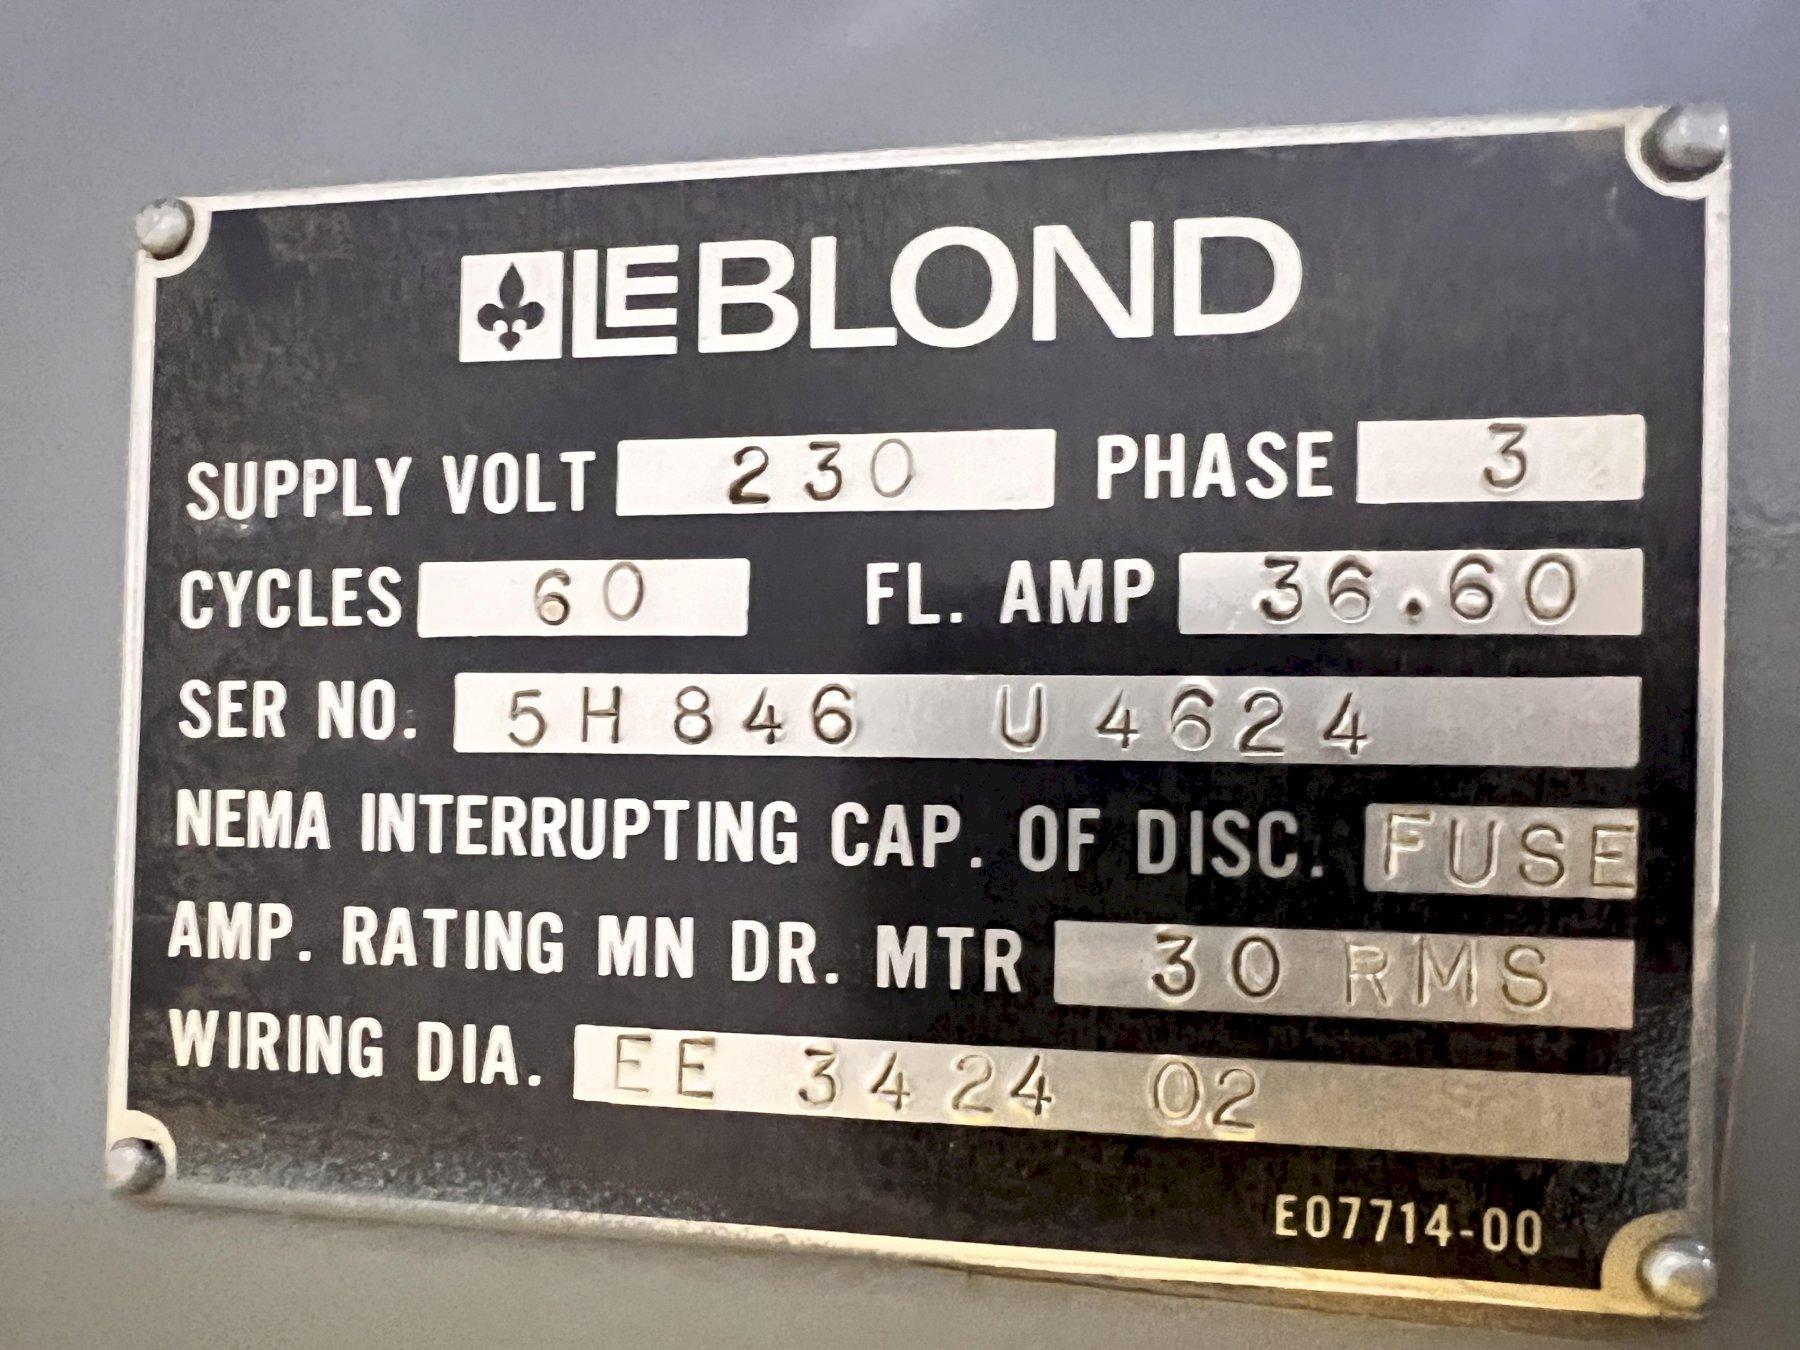 LEBLOND
SUPPLY VOLT 230 PHASE 3
CYCLES 60 FL. AMP 36.60
SER NO. 5H846 U4624
NEMA INTERRUPTING CAP. OF DISC. FUSE
AMP. RATING MN DR. MTR 30 RMS
WIRING DIA. EE 3424 02
E07714-00